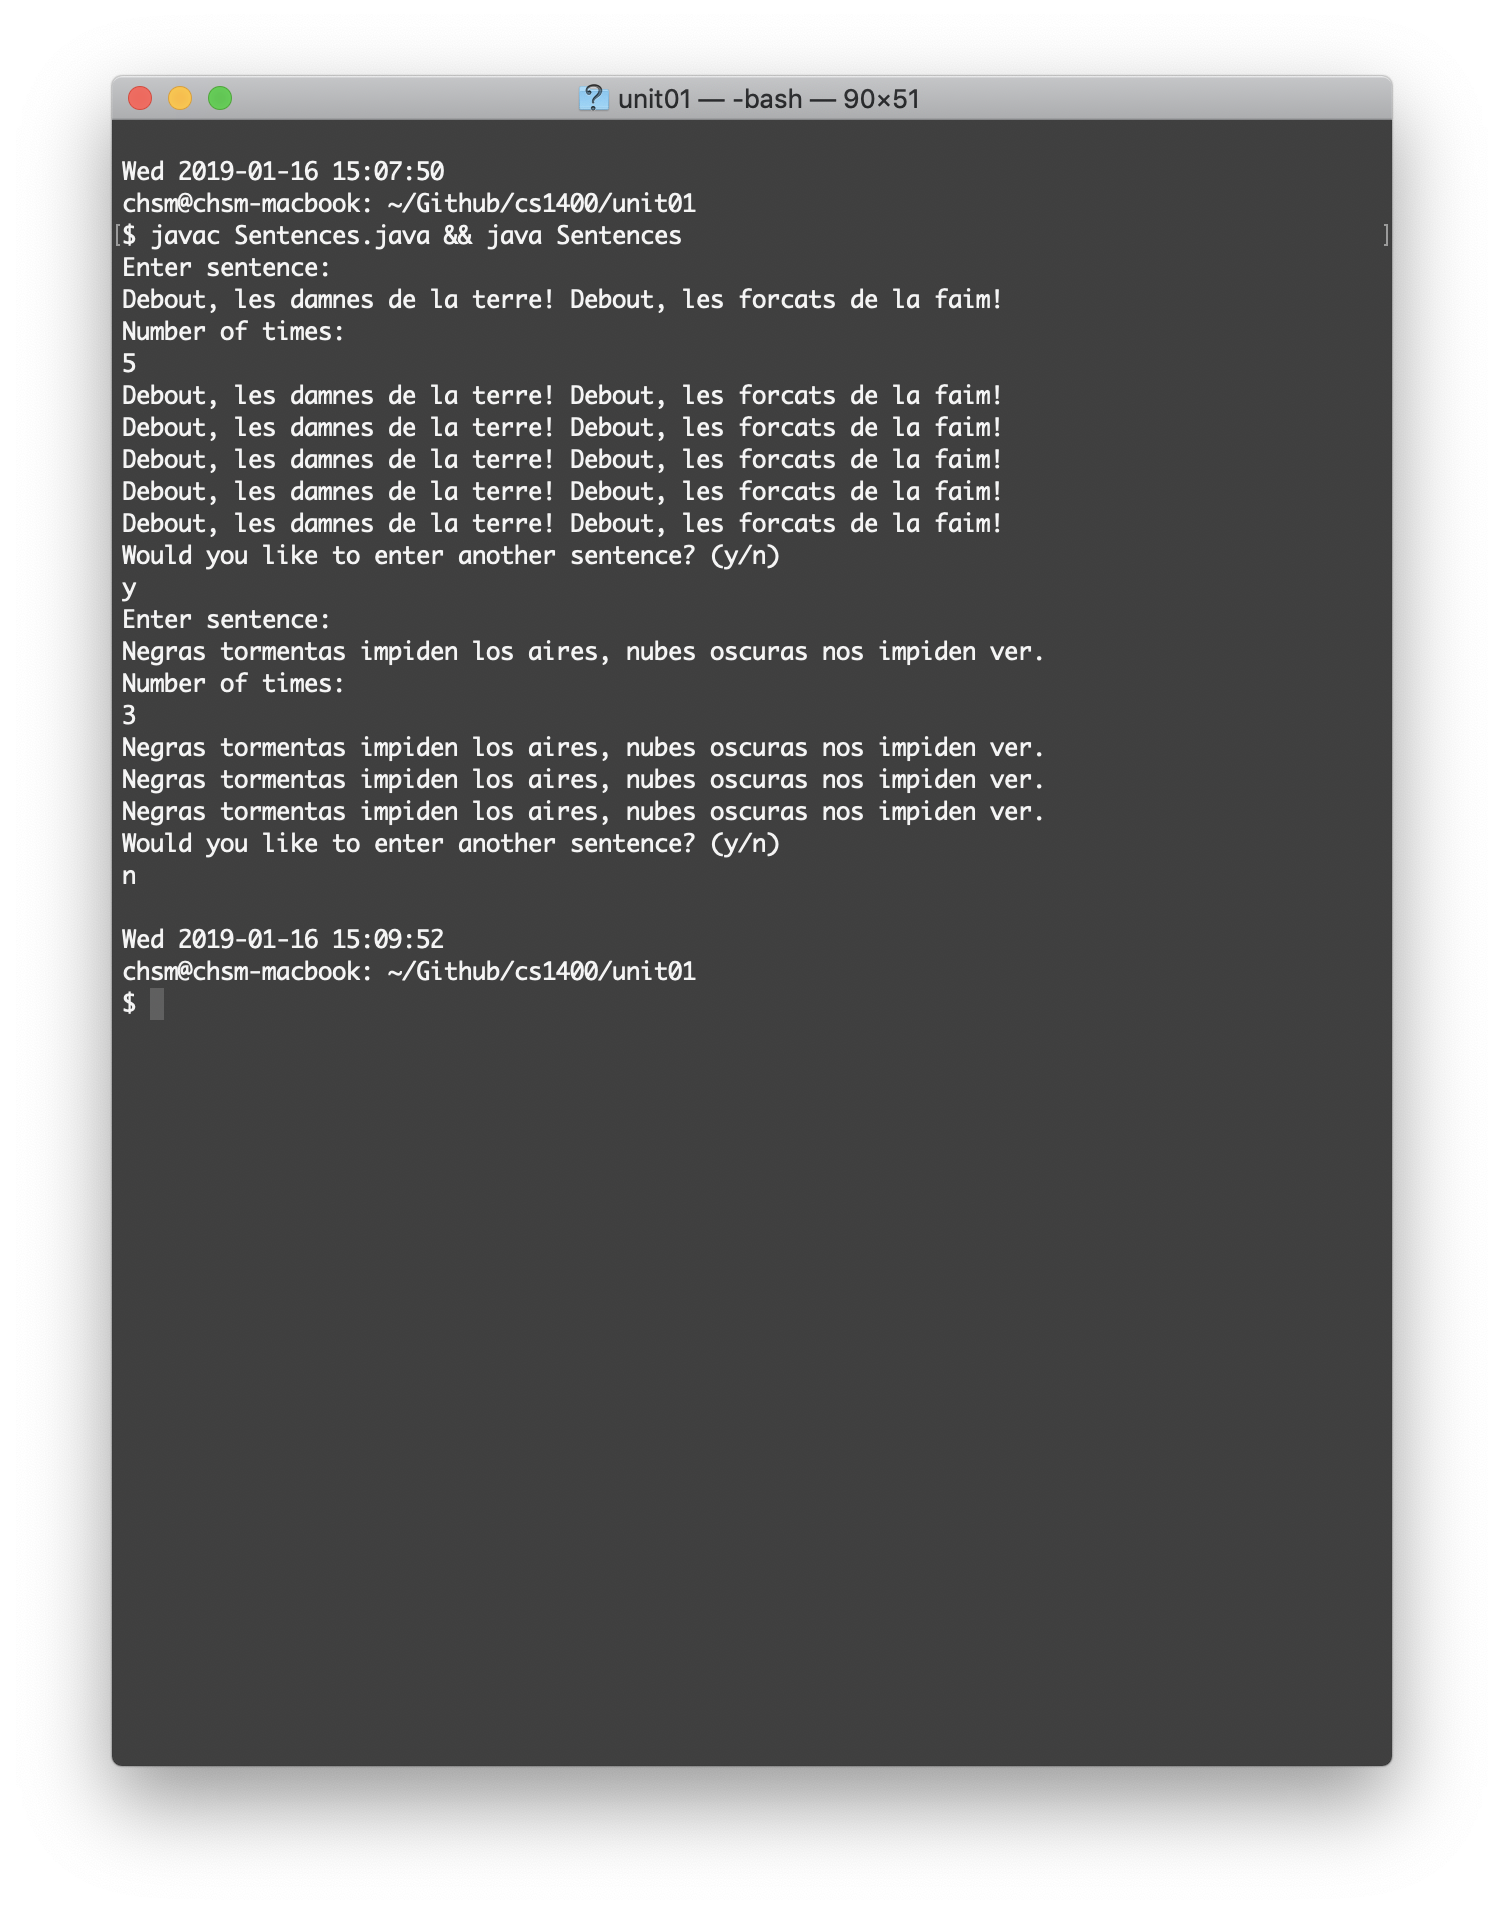 unit01 — -bash — 90×51
Wed 2019-01-16 15:07:50
chsm@chsm-macbook: ~/Github/cs1400/unit01
[$ javac Sentences.java && java Sentences ]
Enter sentence:
Debout, les damnes de la terre! Debout, les forcats de la faim!
Number of times:
5
Debout, les damnes de la terre! Debout, les forcats de la faim!
Debout, les damnes de la terre! Debout, les forcats de la faim!
Debout, les damnes de la terre! Debout, les forcats de la faim!
Debout, les damnes de la terre! Debout, les forcats de la faim!
Debout, les damnes de la terre! Debout, les forcats de la faim!
Would you like to enter another sentence? (y/n)
y
Enter sentence:
Negras tormentas impiden los aires, nubes oscuras nos impiden ver.
Number of times:
3
Negras tormentas impiden los aires, nubes oscuras nos impiden ver.
Negras tormentas impiden los aires, nubes oscuras nos impiden ver.
Negras tormentas impiden los aires, nubes oscuras nos impiden ver.
Would you like to enter another sentence? (y/n)
n
Wed 2019-01-16 15:09:52
chsm@chsm-macbook: ~/Github/cs1400/unit01
$